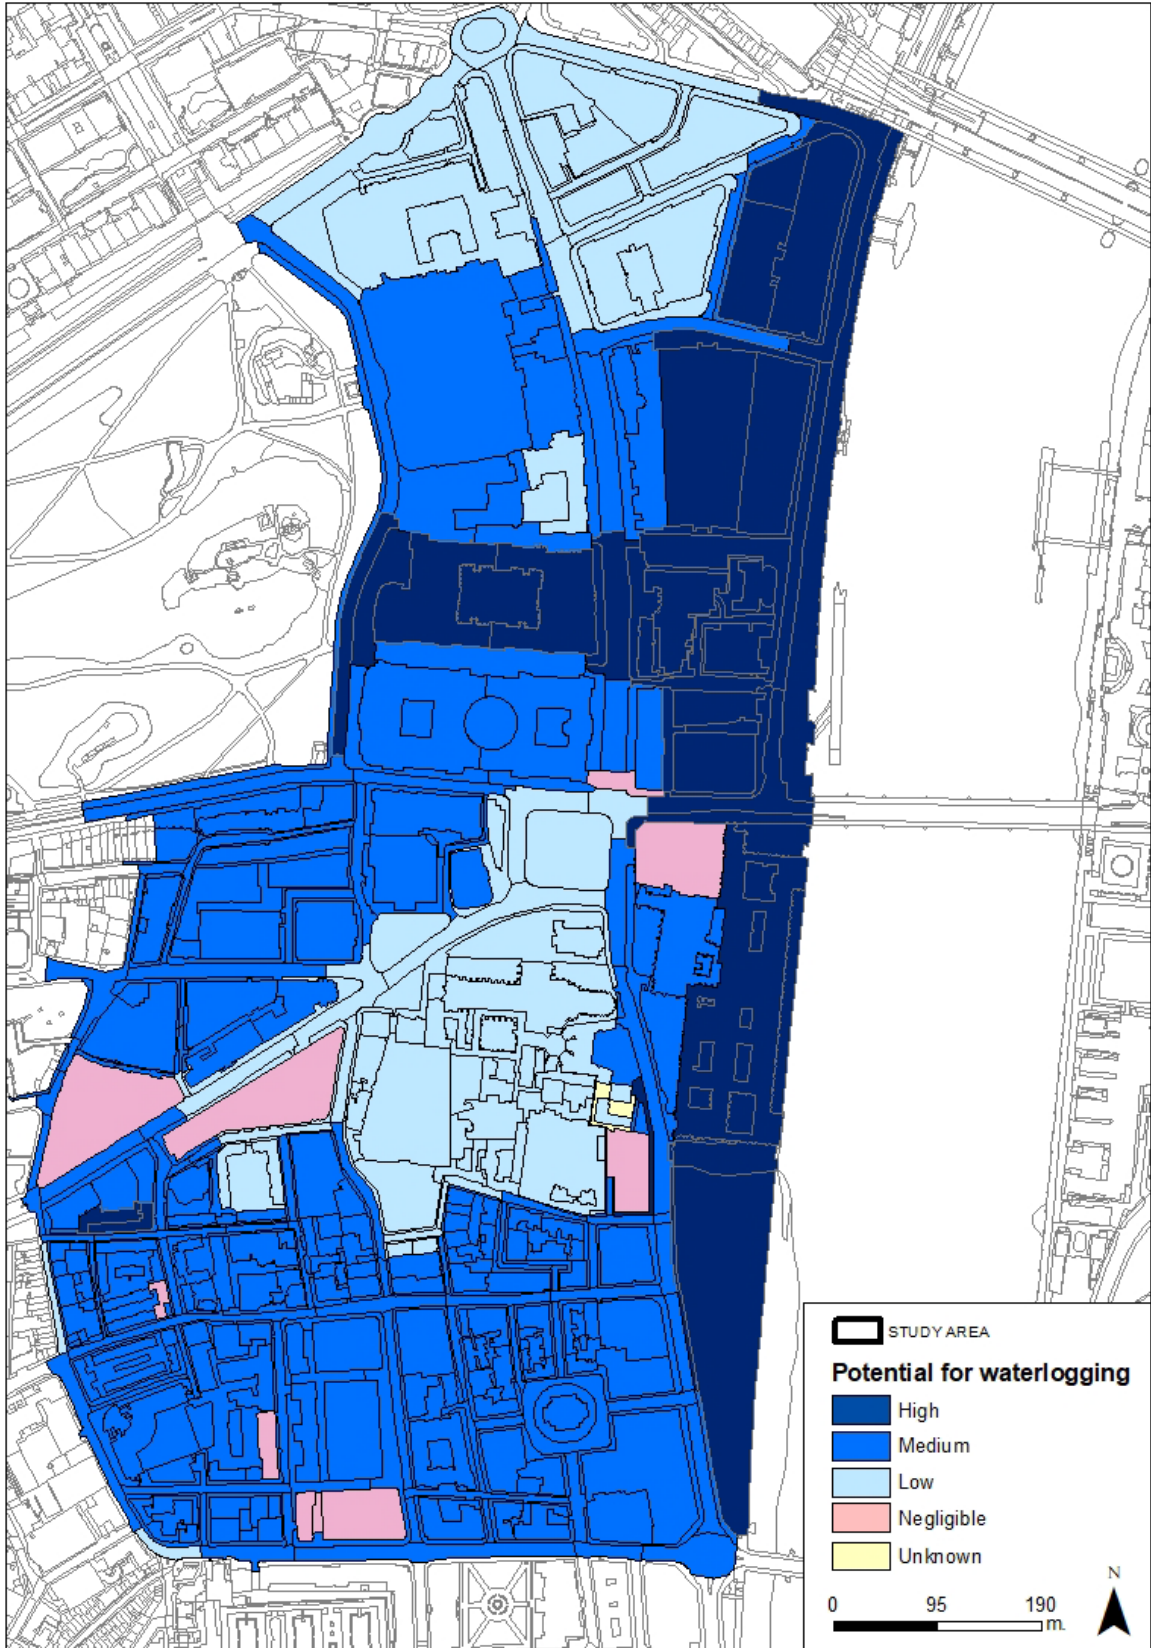 STUDY AREA
Potential for waterlogging
High
Medium
Low
Negligible
Unknown
N
0 95 190
m.